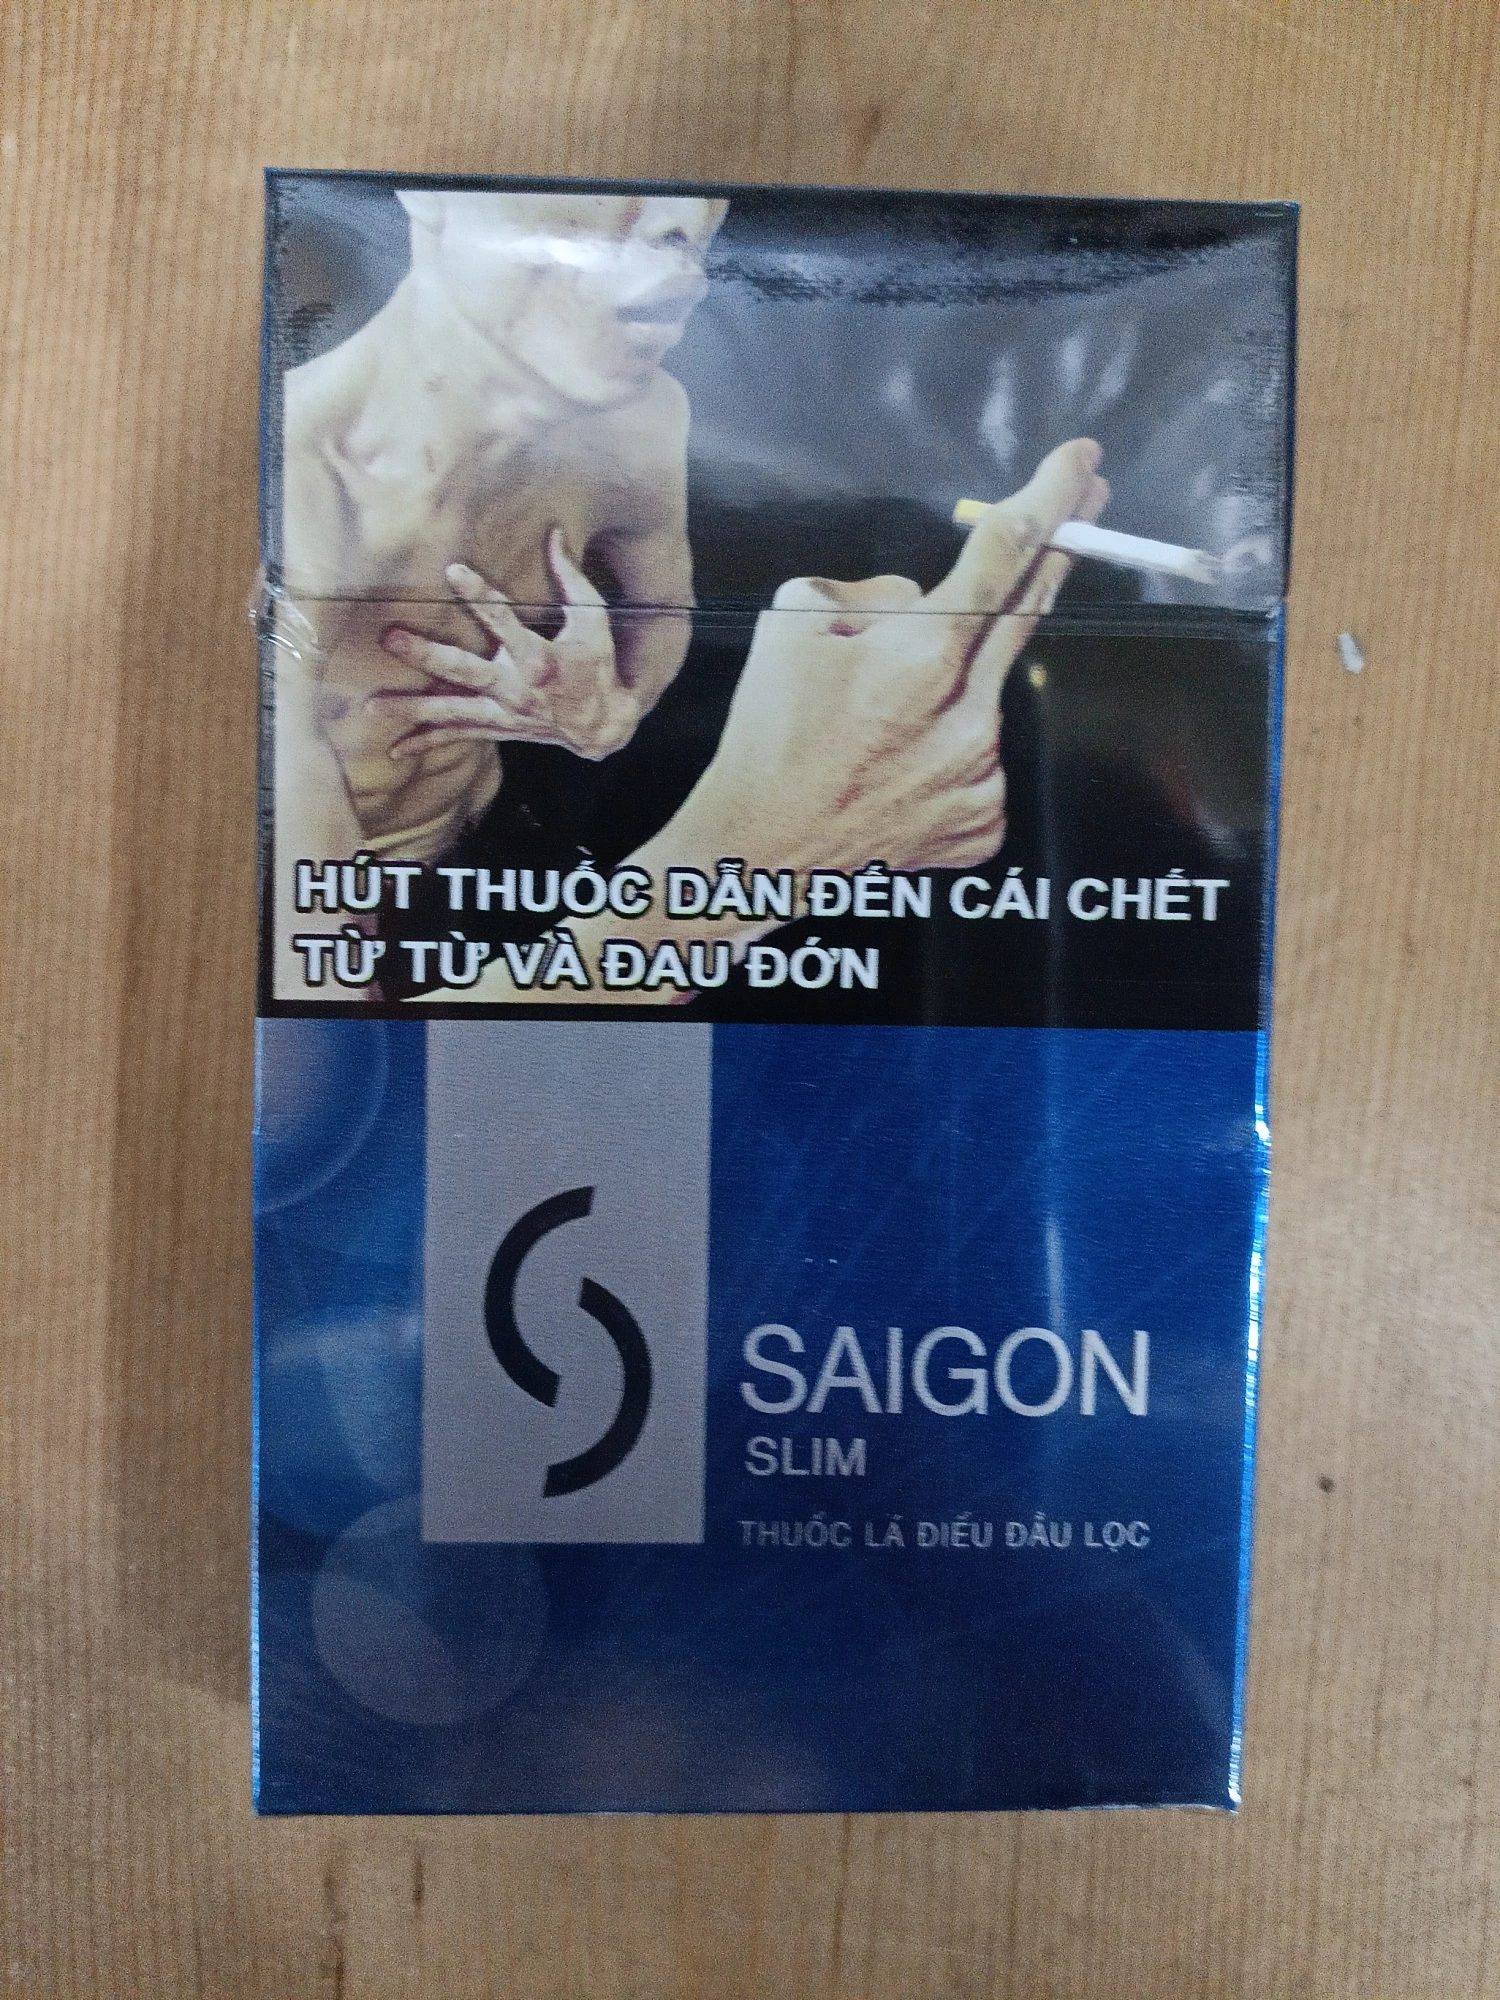 HÚT THUỐC DẪN ĐẾN CÁI CHẾT
TỪ TỪ VÀ ĐAU ĐỚN
SAIGON
SLIM
THUỐC LÁ ĐIẾU ĐẦU LỌC